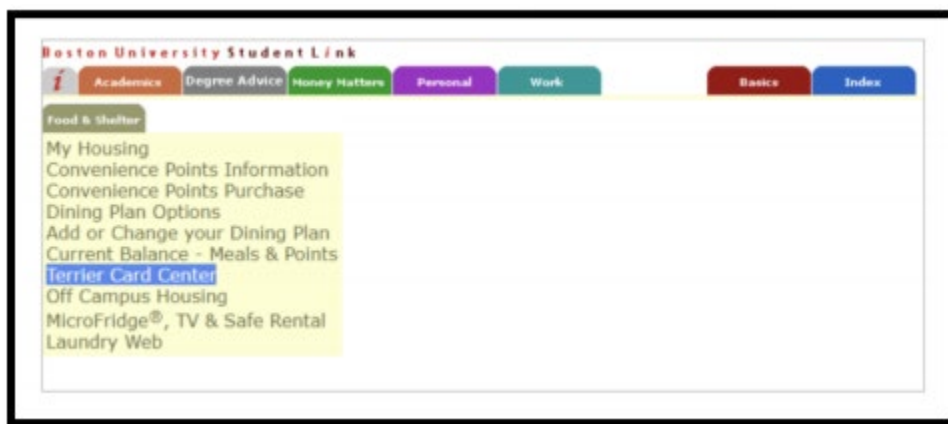 Boston University Student Link
i Academics Degree Advice Money Matters Personal Work Basics Index
Food & Shelter
My Housing
Convenience Points Information
Convenience Points Purchase
Dining Plan Options
Add or Change your Dining Plan
Current Balance - Meals & Points
Terrier Card Center
Off Campus Housing
MicroFridge®, TV & Safe Rental
Laundry Web